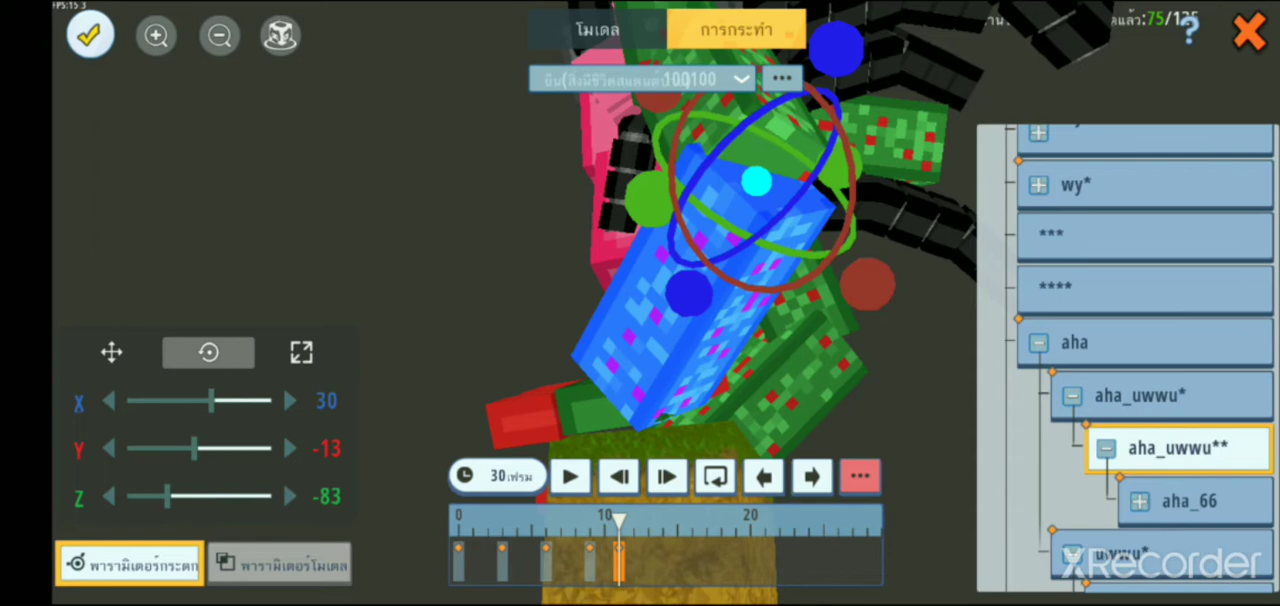 PS:15.3
โมเดล
การกระทำ
ดแล้ว:75/125
?
100100
wy*
***
****
aha
aha_uwwu*
aha_uwwu**
aha_66
uwwu*
X 30
Y -13
Z -83
30เฟรม
0 10 20
พารามิเตอร์กระดูก
พารามิเตอร์โมเดล
XRecorder